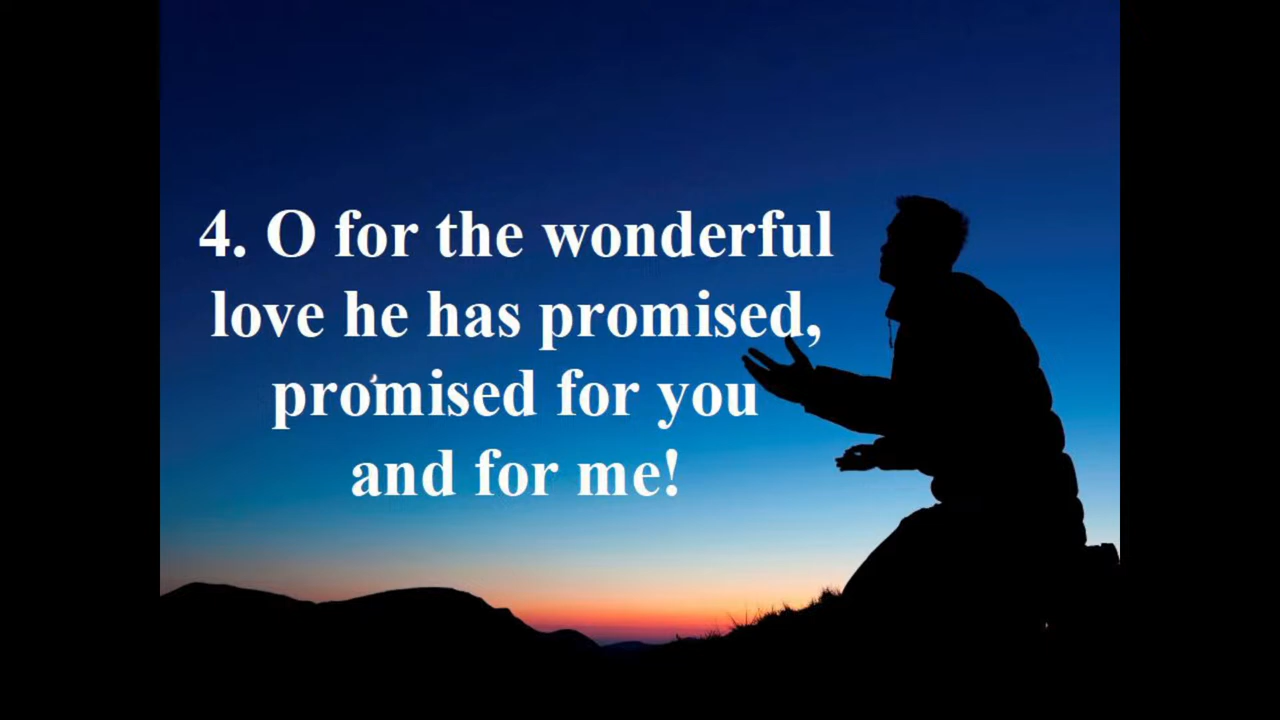 4. O for the wonderful
love he has promised,
promised for you
and for me!